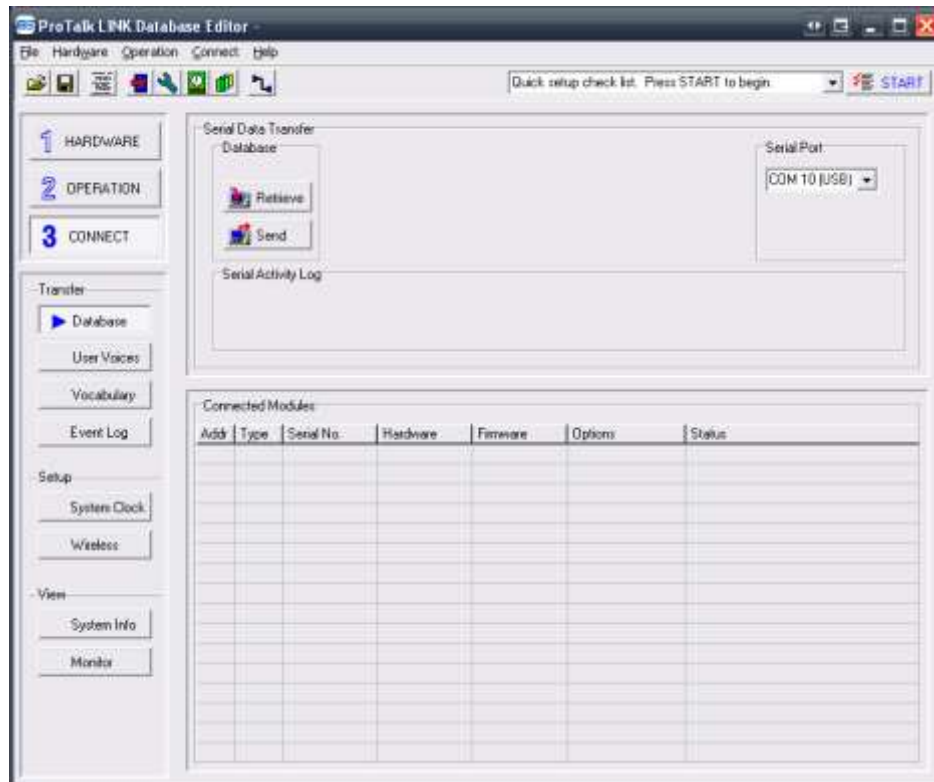 ProTalk LINK Database Editor -
File Hardware Operation Connect Help
Quick setup check list. Press START to begin. START
1 HARDWARE
2 OPERATION
3 CONNECT
Transfer
Database
User Voices
Vocabulary
Event Log
Setup
System Clock
Wireless
View
System Info
Monitor
Serial Data Transfer
Database
Retrieve
Send
Serial Port
COM 10 (USB)
Serial Activity Log
Connected Modules
Addr Type Serial No. Hardware Firmware Options Status